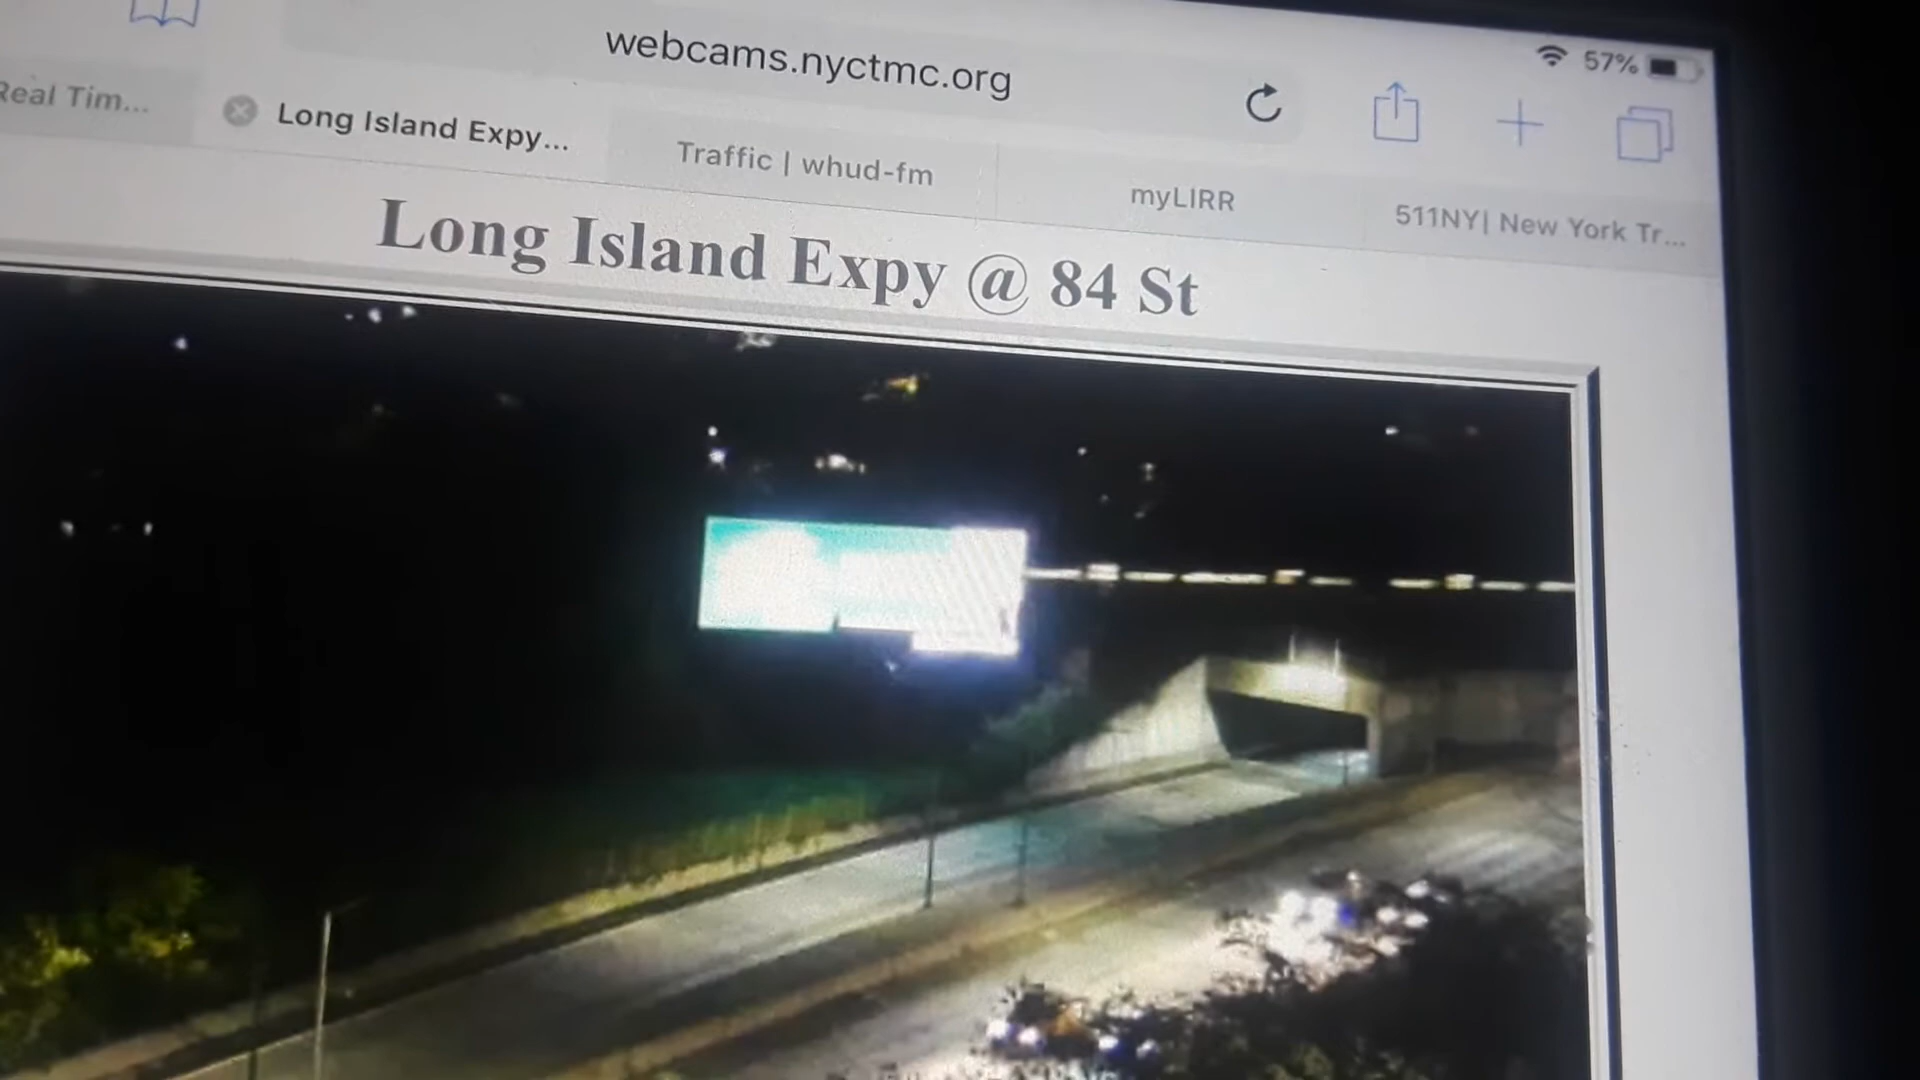 webcams.nyctmc.org
57%
Real Tim...
Long Island Expy...
Traffic | whud-fm
myLIRR
511NY| New York Tr...
Long Island Expy @ 84 St